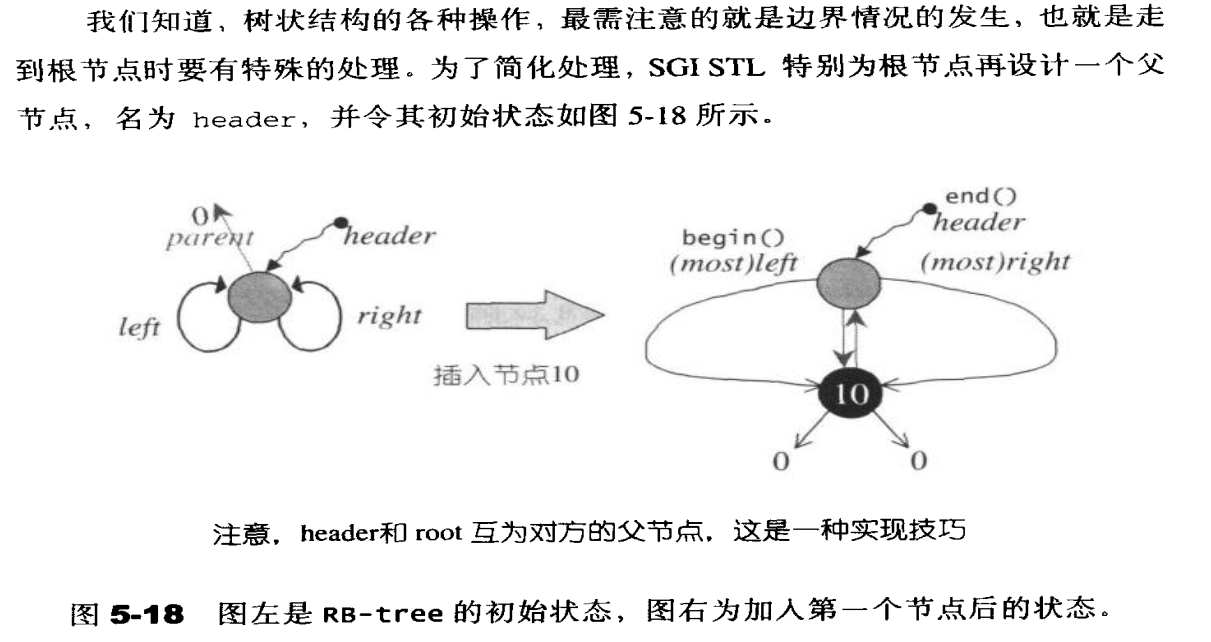 我们知道，树状结构的各种操作，最需注意的就是边界情况的发生，也就是走
到根节点时要有特殊的处理。为了简化处理，SGI STL 特别为根节点再设计一个父
节点，名为 header，并令其初始状态如图 5-18 所示。
0
parent
header
left
right
插入节点10
end()
header
begin()
(most)left
(most)right
10
0
0
注意，header和 root 互为对方的父节点，这是一种实现技巧
图 5-18 图左是 RB-tree 的初始状态，图右为加入第一个节点后的状态。